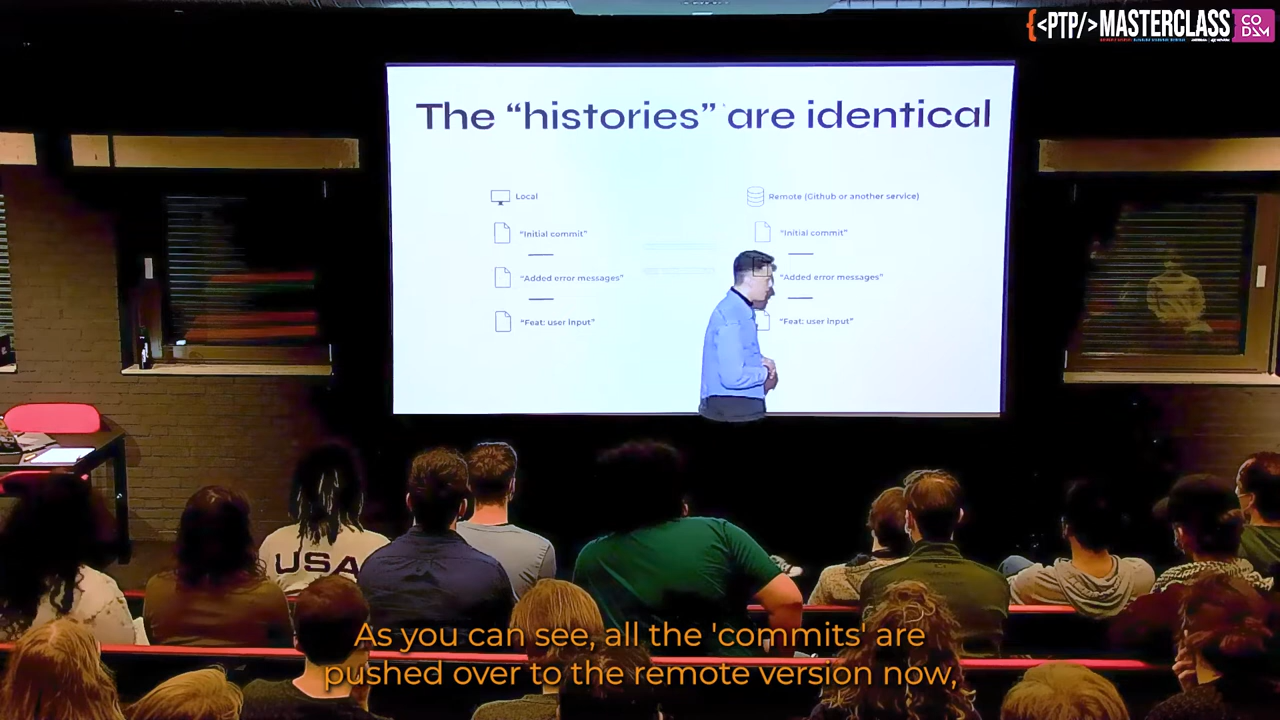 {<PTP/>MASTERCLASS
CODAM
The “histories” are identical
Local
“Initial commit”
“Added error messages”
“Feat: user input”
Remote (Github or another service)
“Initial commit”
“Added error messages”
“Feat: user input”
USA
As you can see, all the 'commits' are
pushed over to the remote version now,